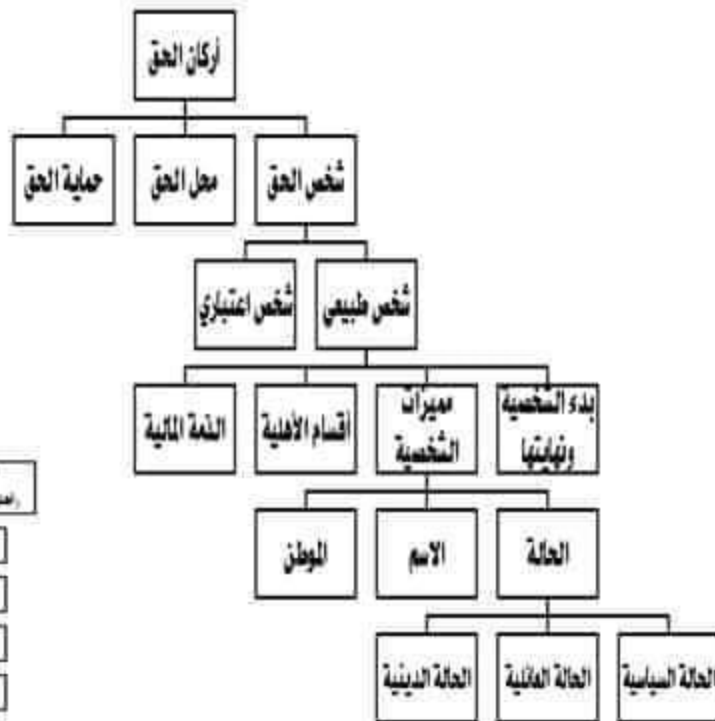 أركان الحق
شخص الحق
محل الحق
حماية الحق
شخص طبيعي
شخص اعتباري
بدء الشخصية
ونهايتها
مميزات
الشخصية
أقسام الأهلية
الذمة المالية
الحالة
الاسم
الموطن
الحالة السياسية
الحالة العائلية
الحالة الدينية